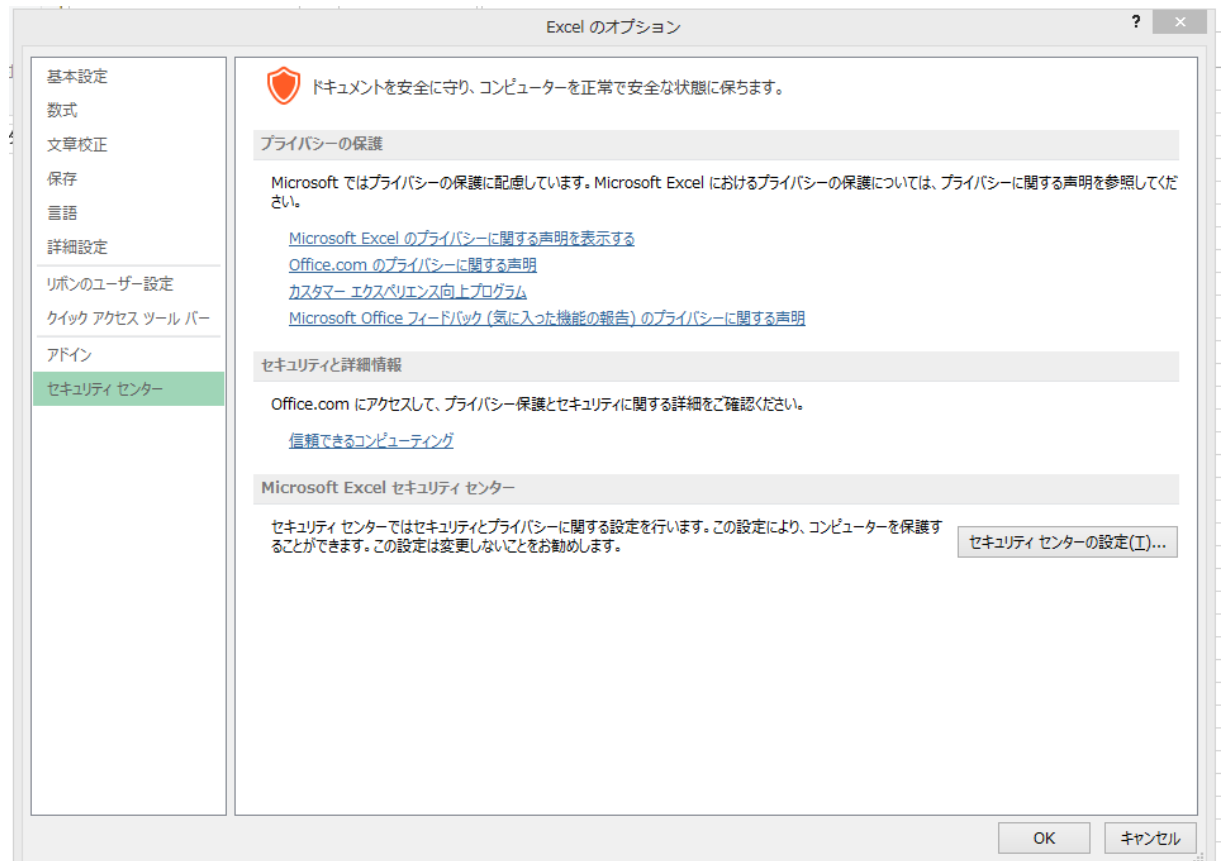 Excel のオプション
?
×
基本設定
数式
文章校正
保存
言語
詳細設定
リボンのユーザー設定
クイック アクセス ツール バー
アドイン
セキュリティ センター
ドキュメントを安全に守り、コンピューターを正常で安全な状態に保ちます。
プライバシーの保護
Microsoft ではプライバシーの保護に配慮しています。Microsoft Excel におけるプライバシーの保護については、プライバシーに関する声明を参照してくだ
さい。
Microsoft Excel のプライバシーに関する声明を表示する
Office.com のプライバシーに関する声明
カスタマー エクスペリエンス向上プログラム
Microsoft Office フィードバック (気に入った機能の報告) のプライバシーに関する声明
セキュリティと詳細情報
Office.com にアクセスして、プライバシー保護とセキュリティに関する詳細をご確認ください。
信頼できるコンピューティング
Microsoft Excel セキュリティ センター
セキュリティ センターではセキュリティとプライバシーに関する設定を行います。この設定により、コンピューターを保護す
ることができます。この設定は変更しないことをお勧めします。
セキュリティ センターの設定(T)...
OK
キャンセル